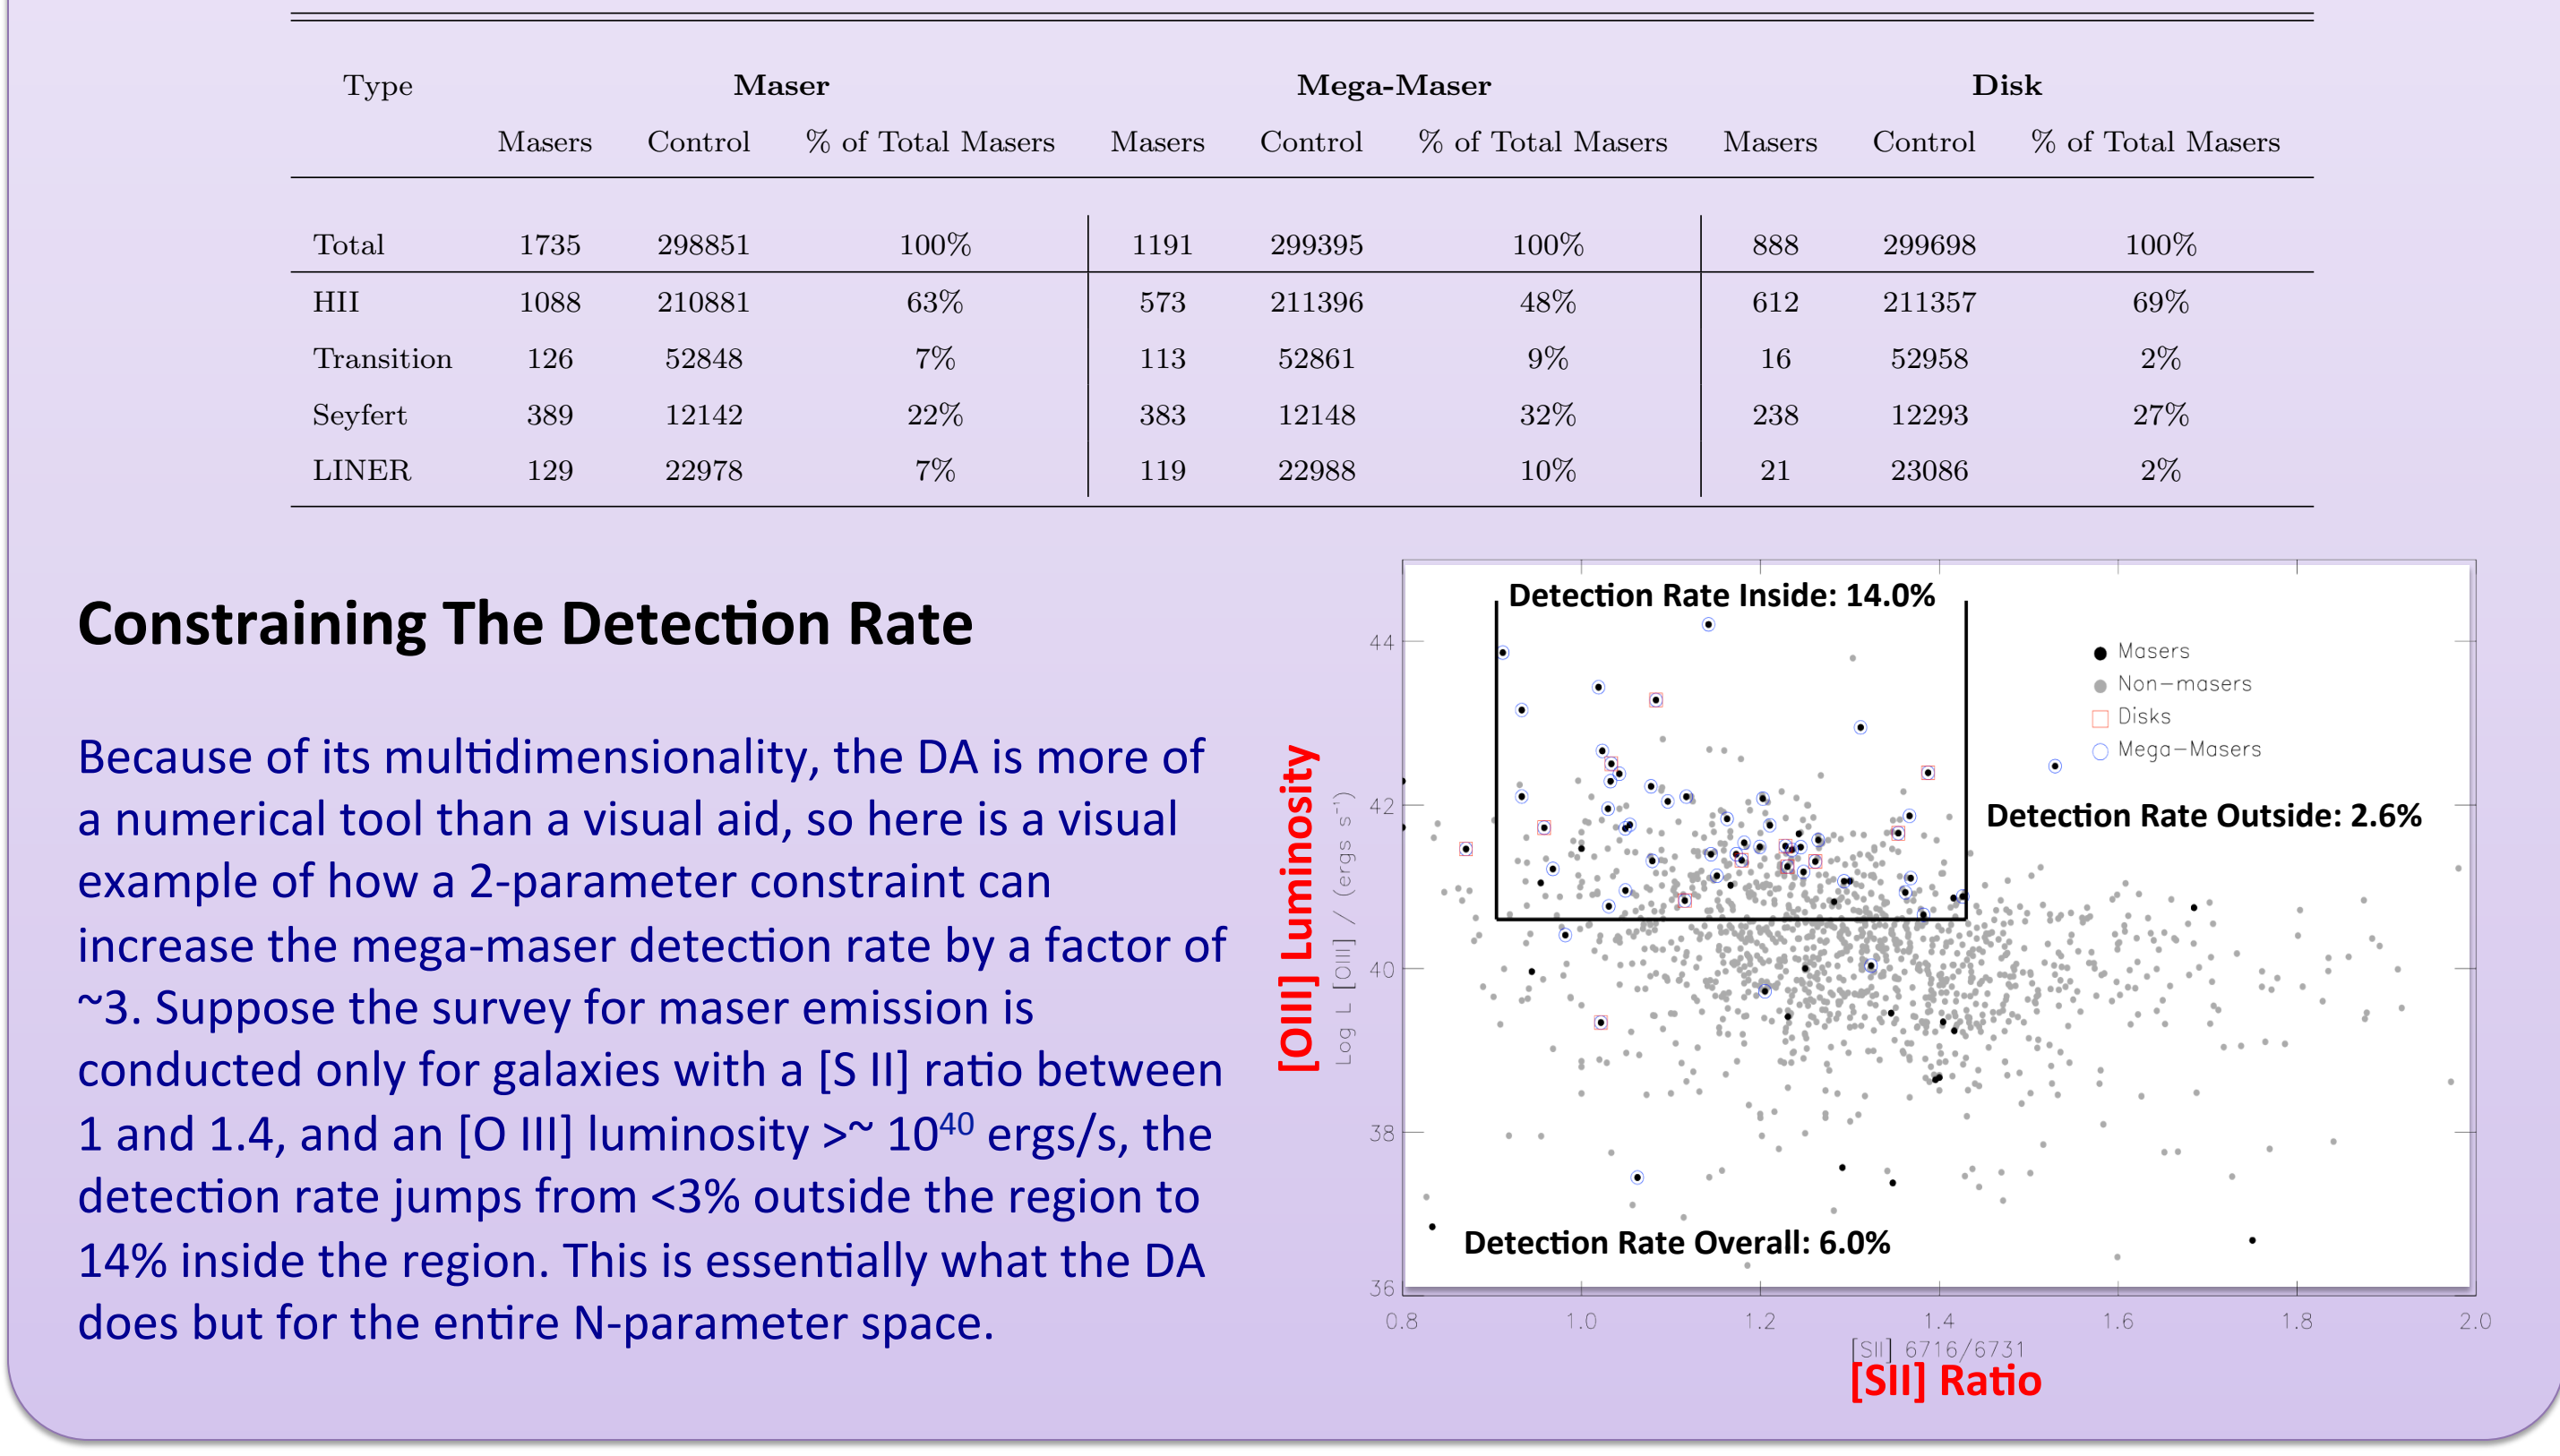 Type Maser Mega-Maser Disk
Masers Control % of Total Masers Masers Control % of Total Masers Masers Control % of Total Masers
Total 1735 298851 100% 1191 299395 100% 888 299698 100%
HII 1088 210881 63% 573 211396 48% 612 211357 69%
Transition 126 52848 7% 113 52861 9% 16 52958 2%
Seyfert 389 12142 22% 383 12148 32% 238 12293 27%
LINER 129 22978 7% 119 22988 10% 21 23086 2%
Constraining The Detection Rate
Because of its multidimensionality, the DA is more of
a numerical tool than a visual aid, so here is a visual
example of how a 2-parameter constraint can
increase the mega-maser detection rate by a factor of
~3. Suppose the survey for maser emission is
conducted only for galaxies with a [S II] ratio between
1 and 1.4, and an [O III] luminosity >~ 10⁴⁰ ergs/s, the
detection rate jumps from <3% outside the region to
14% inside the region. This is essentially what the DA
does but for the entire N-parameter space.
[OIII] Luminosity
Log L [OIII] / (ergs s⁻¹)
44
42
40
38
36
Detection Rate Inside: 14.0%
Masers
Non-masers
Disks
Mega-Masers
Detection Rate Outside: 2.6%
Detection Rate Overall: 6.0%
0.8 1.0 1.2 1.4 1.6 1.8 2.0
[SII] 6716/6731
[SII] Ratio